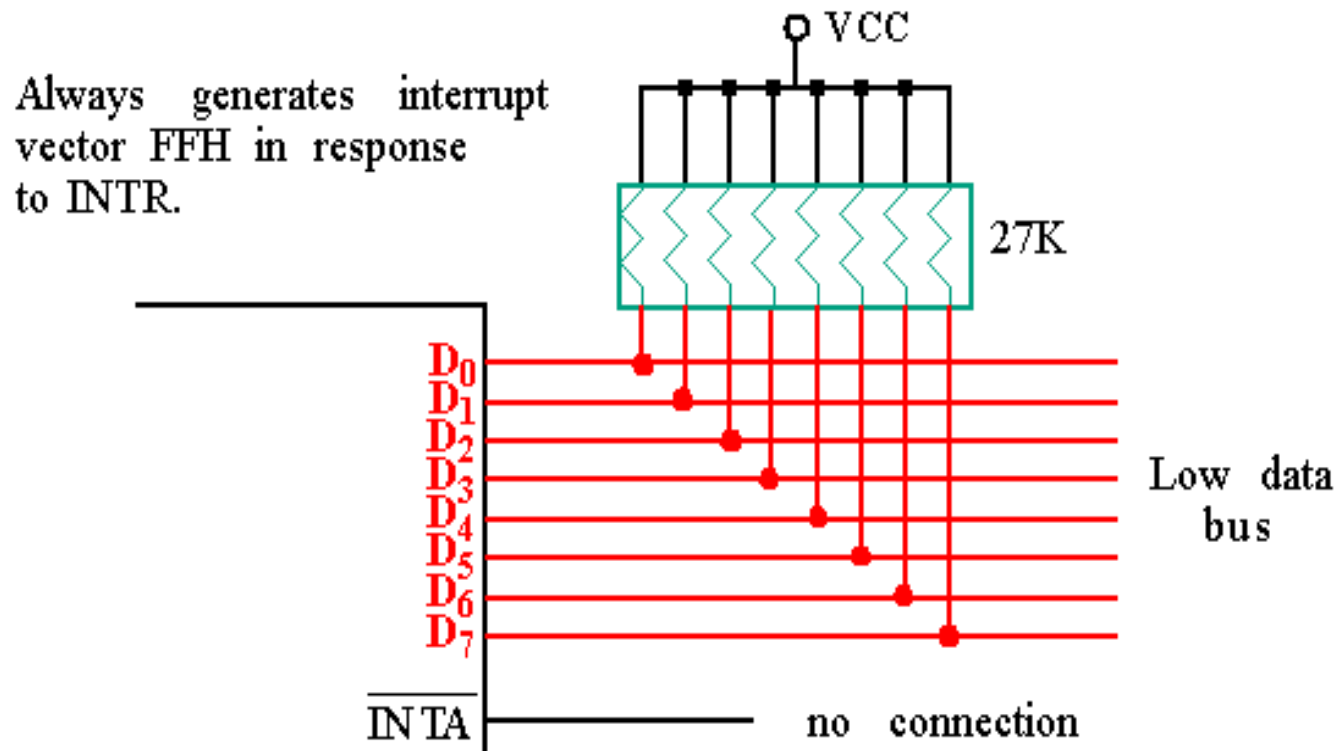 VCC
Always generates interrupt
vector FFH in response
to INTR.
27K
D0
D1
D2
D3
D4
D5
D6
D7
Low data
bus
INTA
no connection